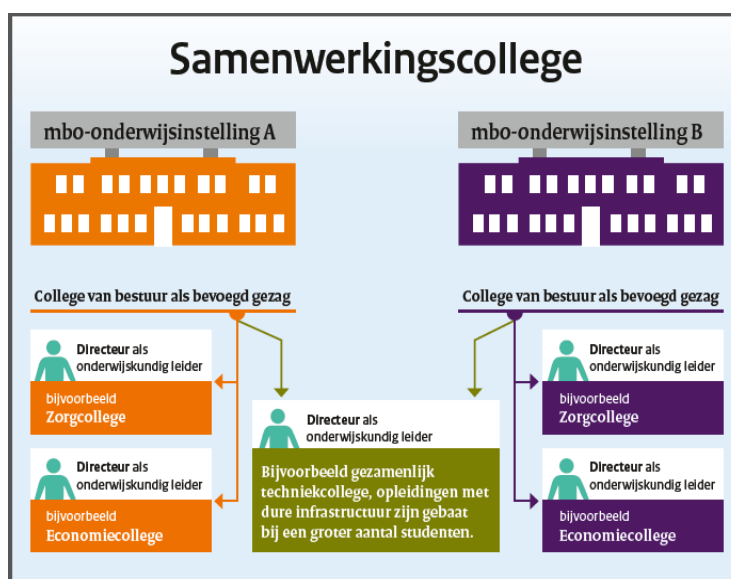 Samenwerkingscollege
mbo-onderwijsinstelling A
mbo-onderwijsinstelling B
College van bestuur als bevoegd gezag
College van bestuur als bevoegd gezag
Directeur als
onderwijskundig leider
bijvoorbeeld
Zorgcollege
Directeur als
onderwijskundig leider
bijvoorbeeld
Economiecollege
Directeur als
onderwijskundig leider
Bijvoorbeeld gezamenlijk
techniekcollege, opleidingen met
dure infrastructuur zijn gebaat
bij een groter aantal studenten.
Directeur als
onderwijskundig leider
bijvoorbeeld
Zorgcollege
Directeur als
onderwijskundig leider
bijvoorbeeld
Economiecollege